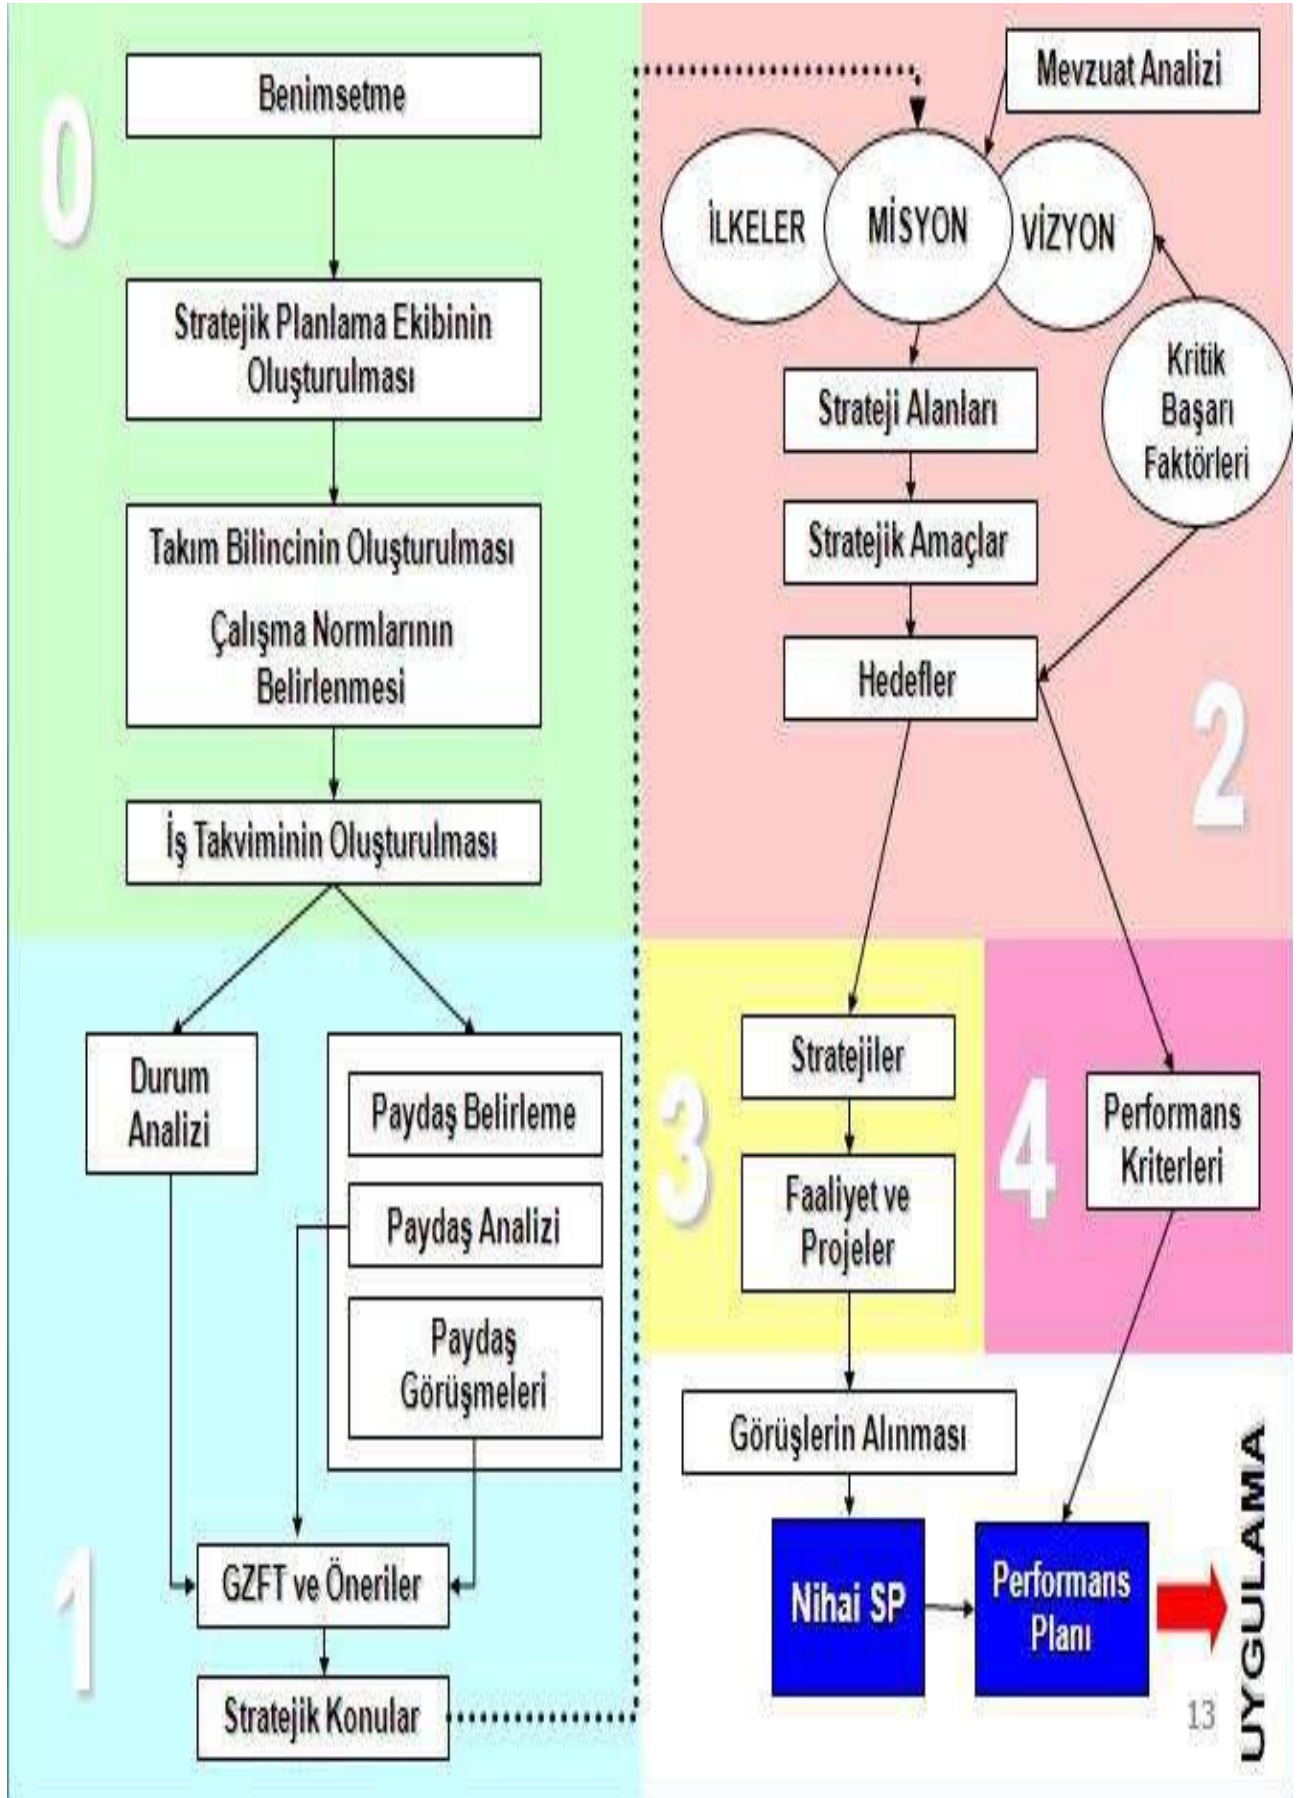 0
Benimsetme
Stratejik Planlama Ekibinin
Oluşturulması
Takım Bilincinin Oluşturulması
Çalışma Normlarının
Belirlenmesi
İş Takviminin Oluşturulması
1
Durum
Analizi
Paydaş Belirleme
Paydaş Analizi
Paydaş
Görüşmeleri
GZFT ve Öneriler
Stratejik Konular
2
Mevzuat Analizi
İLKELER
MİSYON
VİZYON
Kritik
Başarı
Faktörleri
Strateji Alanları
Stratejik Amaçlar
Hedefler
3
Stratejiler
Faaliyet ve
Projeler
4
Performans
Kriterleri
Görüşlerin Alınması
Nihai SP
Performans
Planı
UYGULAMA
13